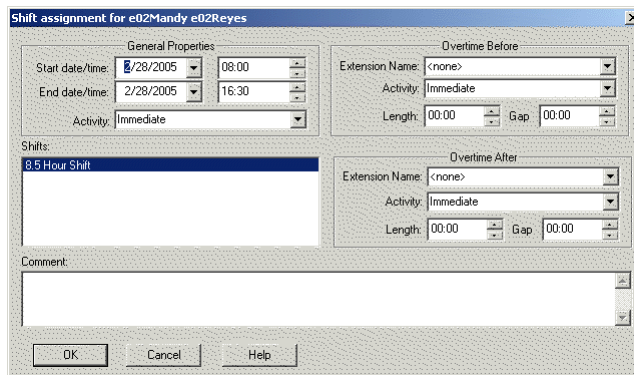 Shift assignment for e02Mandy e02Reyes
General Properties
Start date/time: 2/28/2005 08:00
End date/time: 2/28/2005 16:30
Activity: Immediate
Overtime Before
Extension Name: <none>
Activity: Immediate
Length: 00:00 Gap 00:00
Shifts:
8.5 Hour Shift
Overtime After
Extension Name: <none>
Activity: Immediate
Length: 00:00 Gap 00:00
Comment:
OK Cancel Help